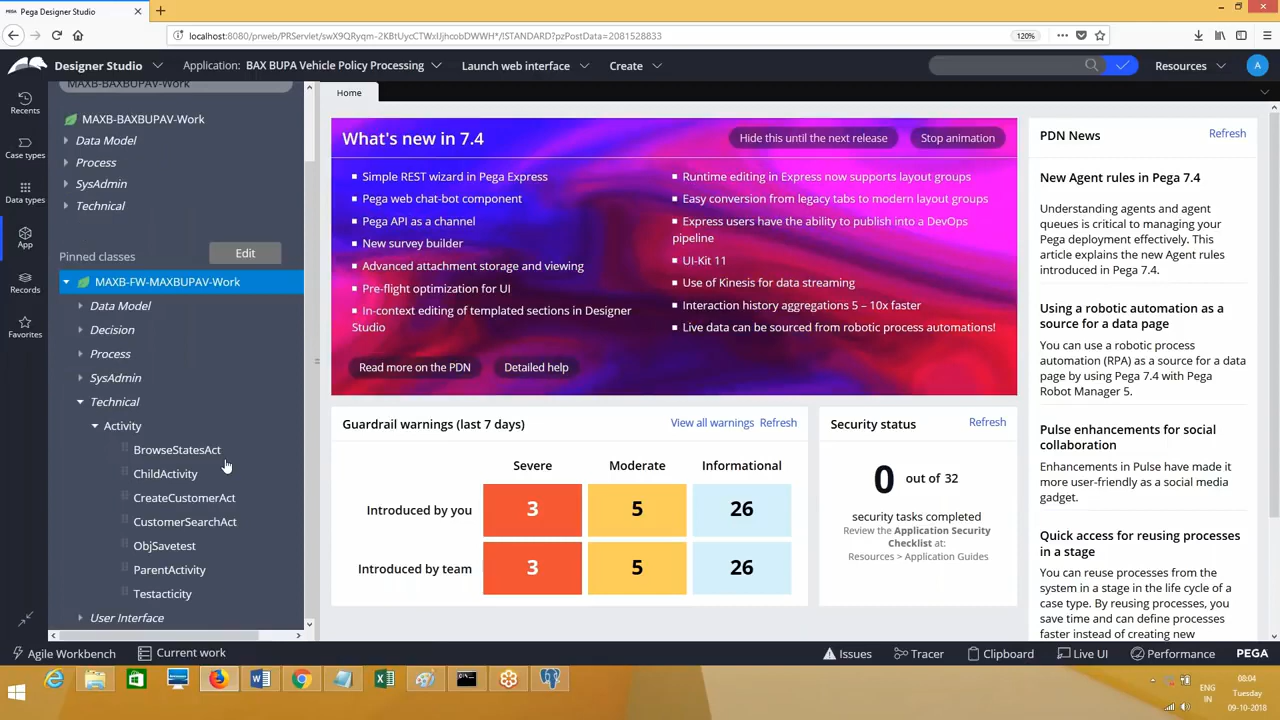 Pega Designer Studio
localhost:8080/prweb/PRServlet/swX9QRyqm-2KBtUycCTWxIJjhcobDWWH*/!STANDARD?pzPostData=2081528833
120%
Designer Studio
Application: BAX BUPA Vehicle Policy Processing
Launch web interface
Create
Resources
A
Recents
Case types
Data types
App
Records
Favorites
MAXB-BAXBUPAV-Work
MAXB-BAXBUPAV-Work
Data Model
Process
SysAdmin
Technical
Pinned classes
Edit
MAXB-FW-MAXBUPAV-Work
Data Model
Decision
Process
SysAdmin
Technical
Activity
BrowseStatesAct
ChildActivity
CreateCustomerAct
CustomerSearchAct
ObjSavetest
ParentActivity
Testacticity
User Interface
Home
What's new in 7.4
Hide this until the next release
Stop animation
Simple REST wizard in Pega Express
Pega web chat-bot component
Pega API as a channel
New survey builder
Advanced attachment storage and viewing
Pre-flight optimization for UI
In-context editing of templated sections in Designer
Studio
Runtime editing in Express now supports layout groups
Easy conversion from legacy tabs to modern layout groups
Express users have the ability to publish into a DevOps
pipeline
UI-Kit 11
Use of Kinesis for data streaming
Interaction history aggregations 5 – 10x faster
Live data can be sourced from robotic process automations!
Read more on the PDN
Detailed help
Guardrail warnings (last 7 days)
View all warnings
Refresh
Severe
Moderate
Informational
Introduced by you
3
5
26
Introduced by team
3
5
26
Security status
Refresh
0 out of 32
security tasks completed
Review the Application Security
Checklist at:
Resources > Application Guides
PDN News
Refresh
New Agent rules in Pega 7.4
Understanding agents and agent
queues is critical to managing your
Pega deployment effectively. This
article explains the new Agent rules
introduced in Pega 7.4.
Using a robotic automation as a
source for a data page
You can use a robotic process
automation (RPA) as a source for a data
page by using Pega 7.4 with Pega
Robot Manager 5.
Pulse enhancements for social
collaboration
Enhancements in Pulse have made it
more user-friendly as a social media
gadget.
Quick access for reusing processes
in a stage
You can reuse processes from the
system in a stage in the life cycle of a
case type. By reusing processes, you
save time and can define processes
faster instead of creating new
Agile Workbench
Current work
Issues
Tracer
Clipboard
Live UI
Performance
PEGA
ENG
IN
08:04
Tuesday
09-10-2018